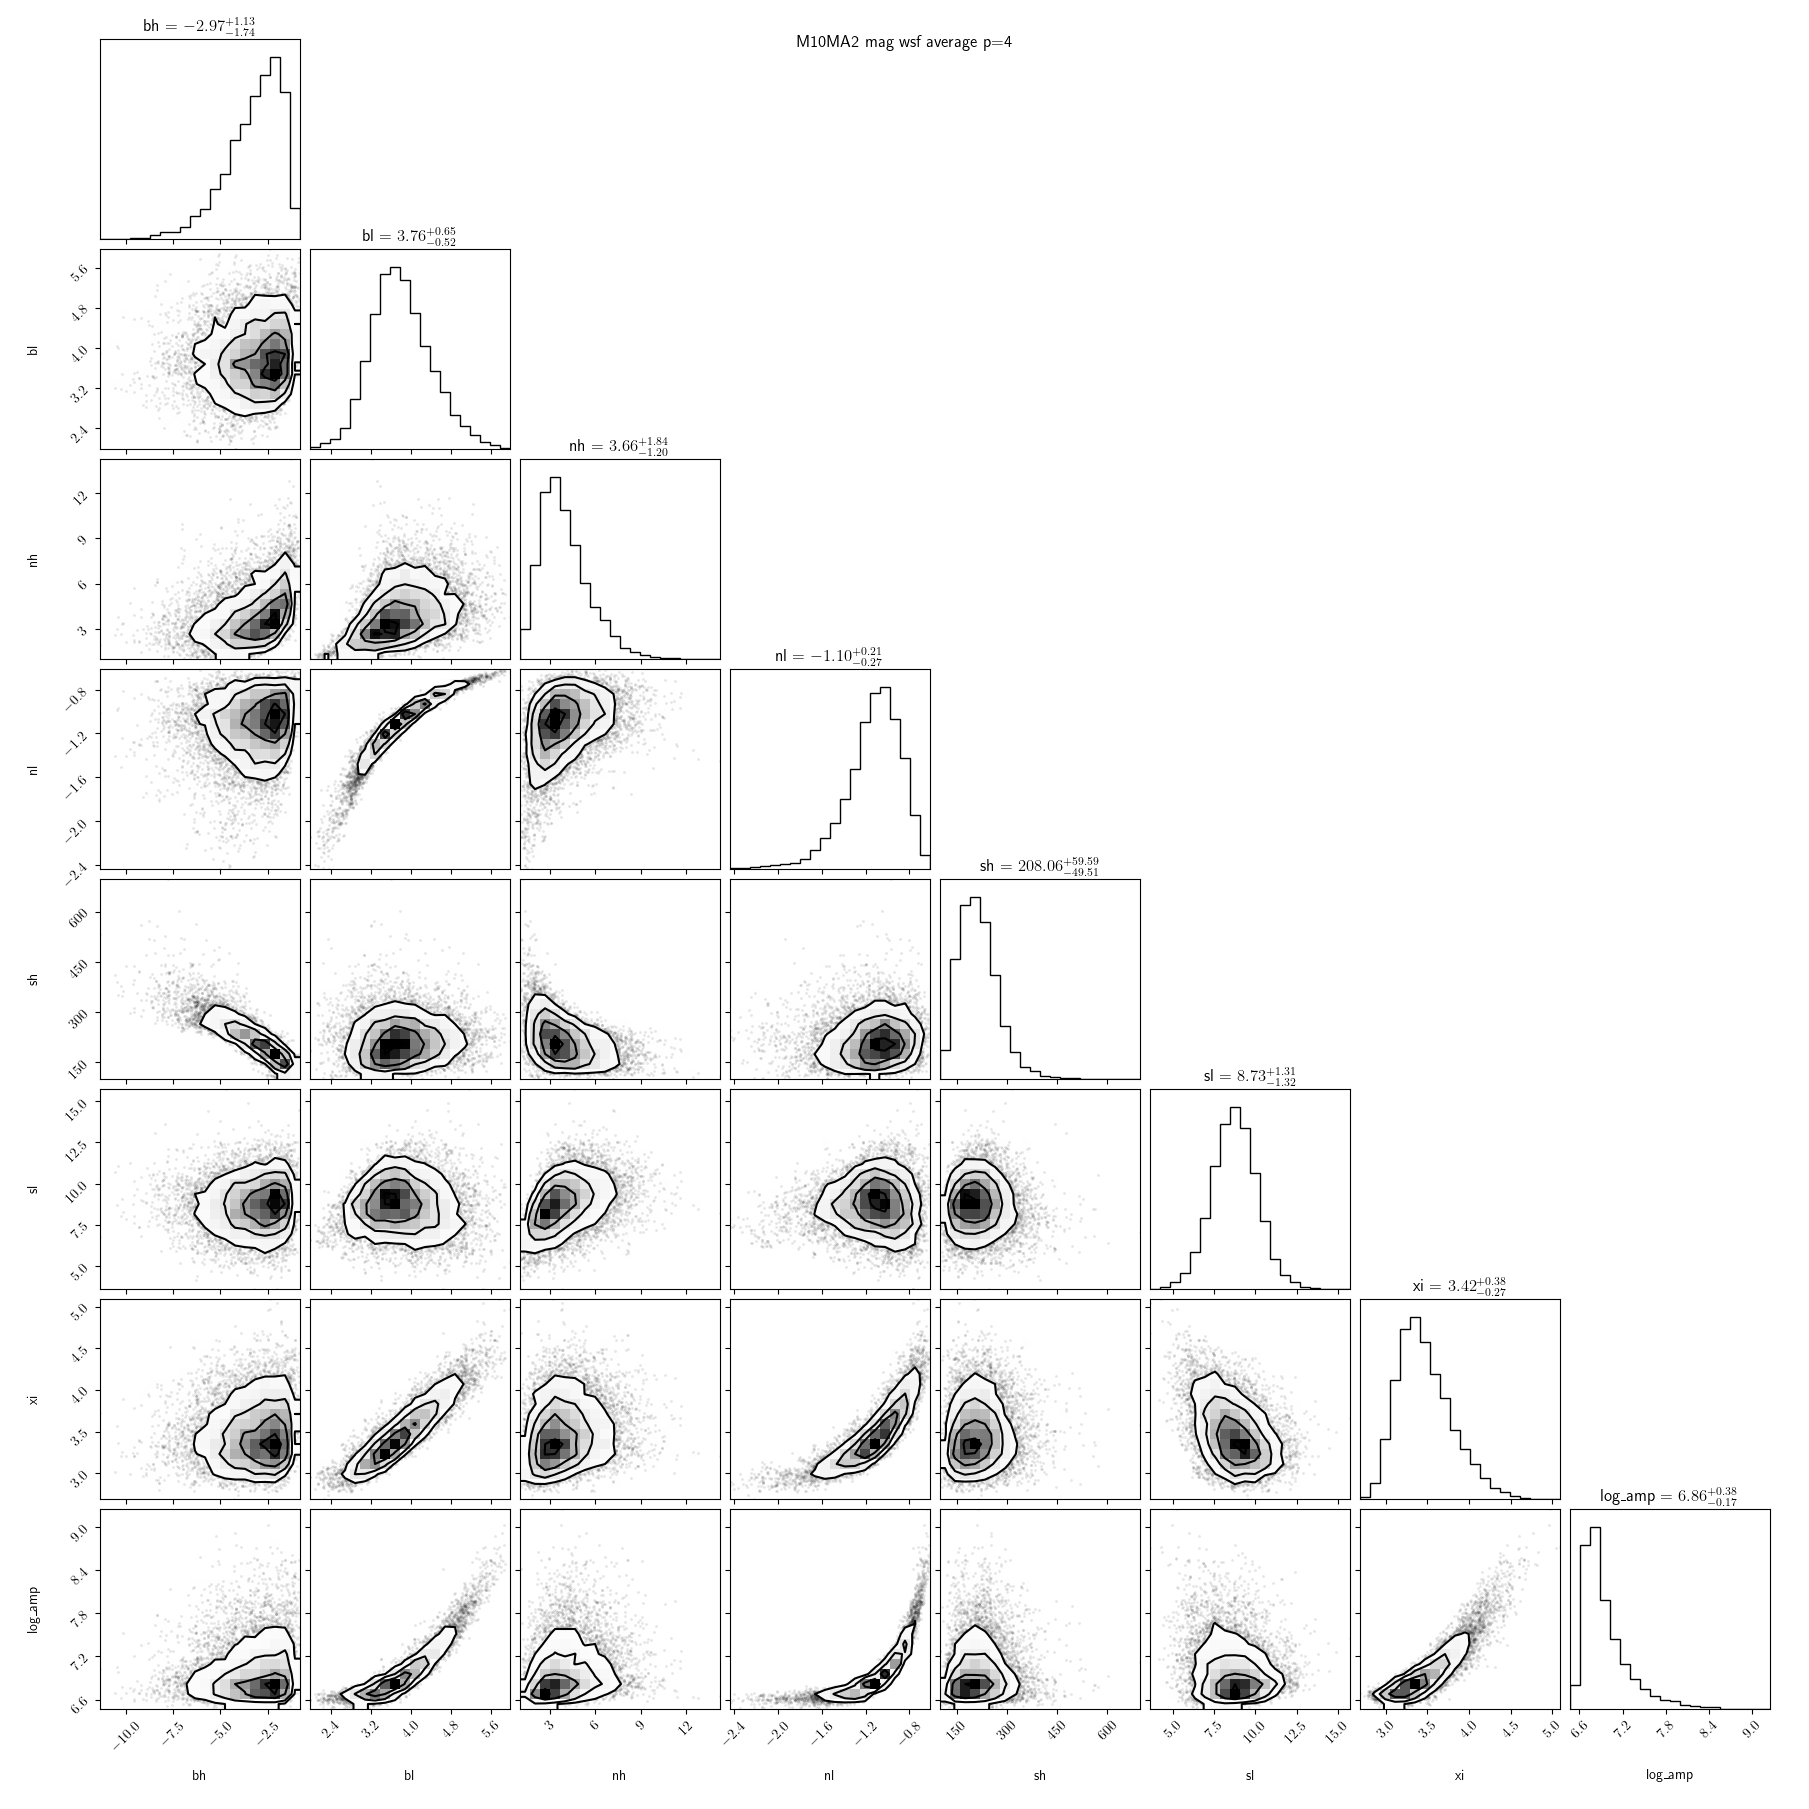 bh = −2.97+1.13−1.74
M10MA2 mag wsf average p=4
bl = 3.76+0.65−0.52
5.6
4.8
4.0
3.2
2.4
bl
nh = 3.66+1.84−1.20
12
9
6
3
nh
nl = −1.10+0.21−0.27
−0.8
−1.2
−1.6
−2.0
−2.4
nl
sh = 208.06+59.59−49.51
600
450
300
150
sh
sl = 8.73+1.31−1.32
15.0
12.5
10.0
7.5
5.0
sl
xi = 3.42+0.38−0.27
5.0
4.5
4.0
3.5
3.0
xi
log_amp = 6.86+0.38−0.17
9.0
8.4
7.8
7.2
6.6
log_amp
−10.0 −7.5 −5.0 −2.5 2.4 3.2 4.0 4.8 5.6 3 6 9 12 −2.4 −2.0 −1.6 −1.2 −0.8 150 300 450 600 5.0 7.5 10.0 12.5 15.0 3.0 3.5 4.0 4.5 5.0 6.6 7.2 7.8 8.4 9.0
bh bl nh nl sh sl xi log_amp